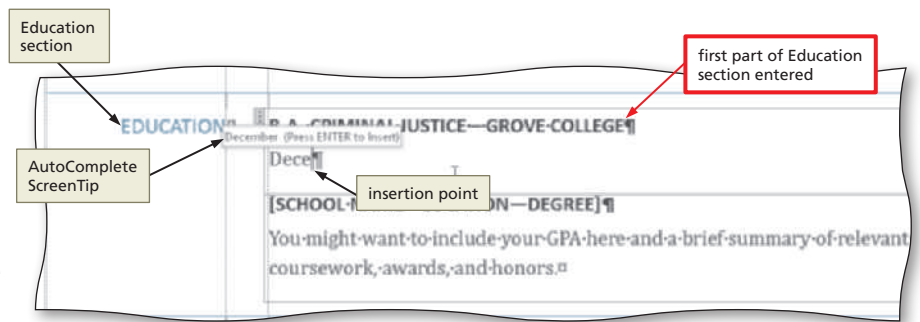 Education
section
first part of Education
section entered
EDUCATION¤
B.A.·CRIMINAL·JUSTICE—GROVE·COLLEGE¶
December (Press ENTER to Insert)
Dece¶
AutoComplete
ScreenTip
insertion point
[SCHOOL· ON—DEGREE]¶
You·might·want·to·include·your·GPA·here·and·a·brief·summary·of·relevant
coursework,·awards,·and·honors.¤